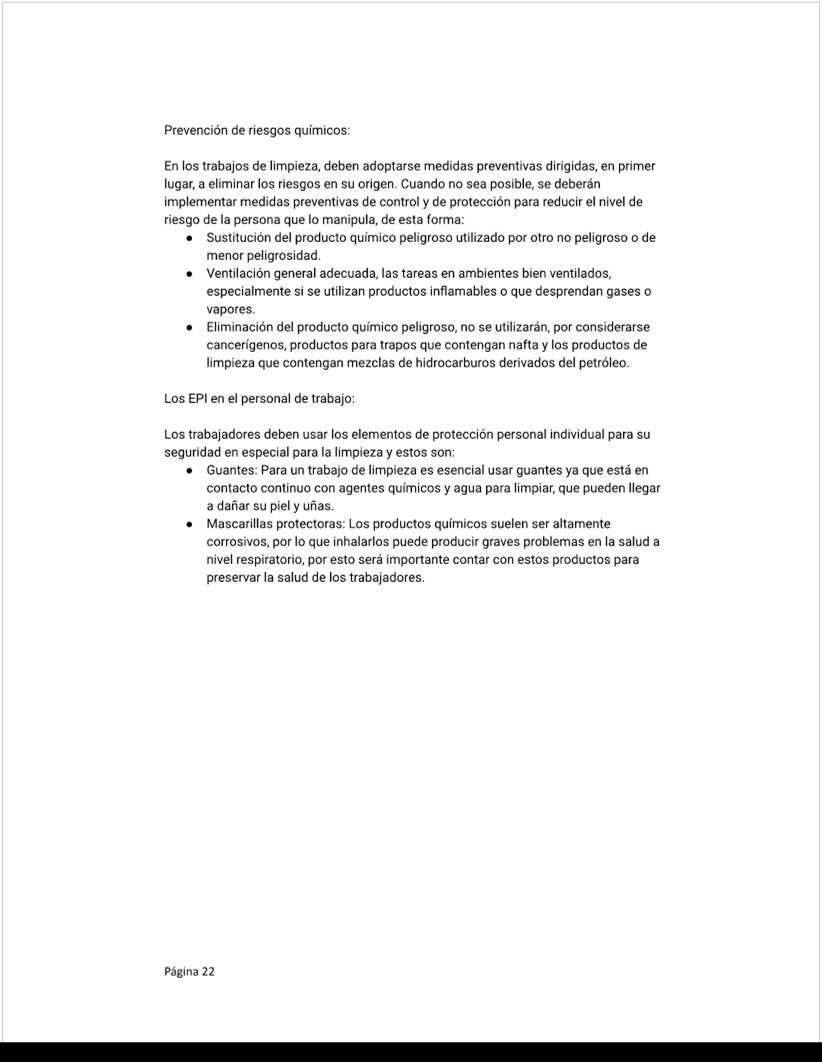 Prevención de riesgos químicos:
En los trabajos de limpieza, deben adoptarse medidas preventivas dirigidas, en primer
lugar, a eliminar los riesgos en su origen. Cuando no sea posible, se deberán
implementar medidas preventivas de control y de protección para reducir el nivel de
riesgo de la persona que lo manipula, de esta forma:
● Sustitución del producto químico peligroso utilizado por otro no peligroso o de
menor peligrosidad.
● Ventilación general adecuada, las tareas en ambientes bien ventilados,
especialmente si se utilizan productos inflamables o que desprendan gases o
vapores.
● Eliminación del producto químico peligroso, no se utilizarán, por considerarse
cancerígenos, productos para trapos que contengan nafta y los productos de
limpieza que contengan mezclas de hidrocarburos derivados del petróleo.
Los EPI en el personal de trabajo:
Los trabajadores deben usar los elementos de protección personal individual para su
seguridad en especial para la limpieza y estos son:
● Guantes: Para un trabajo de limpieza es esencial usar guantes ya que está en
contacto continuo con agentes químicos y agua para limpiar, que pueden llegar
a dañar su piel y uñas.
● Mascarillas protectoras: Los productos químicos suelen ser altamente
corrosivos, por lo que inhalarlos puede producir graves problemas en la salud a
nivel respiratorio, por esto será importante contar con estos productos para
preservar la salud de los trabajadores.
Página 22